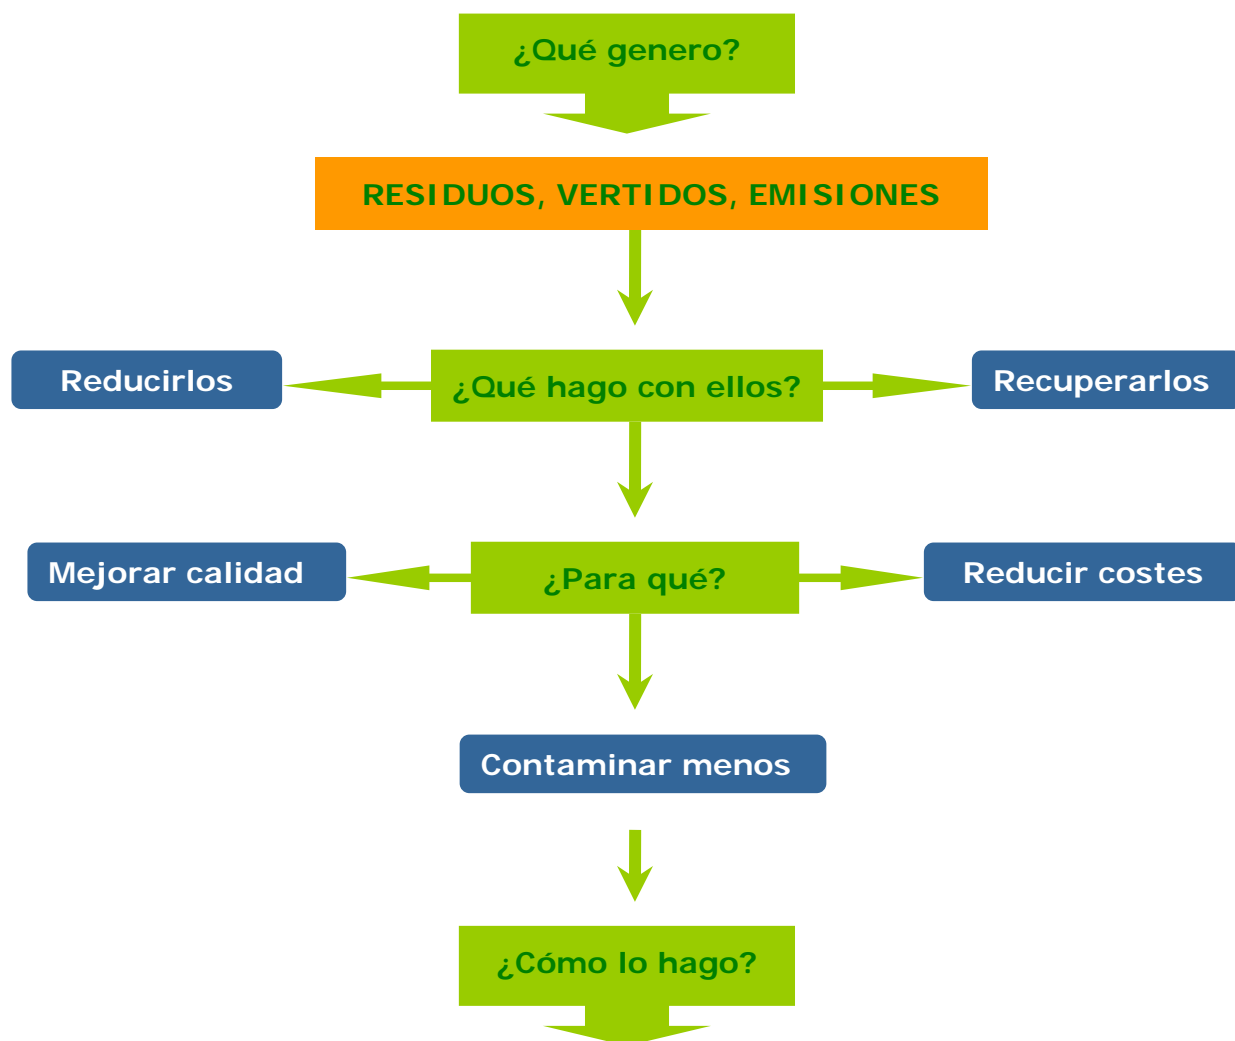 ¿Qué genero?
RESIDUOS, VERTIDOS, EMISIONES
Reducirlos
¿Qué hago con ellos?
Recuperarlos
Mejorar calidad
¿Para qué?
Reducir costes
Contaminar menos
¿Cómo lo hago?